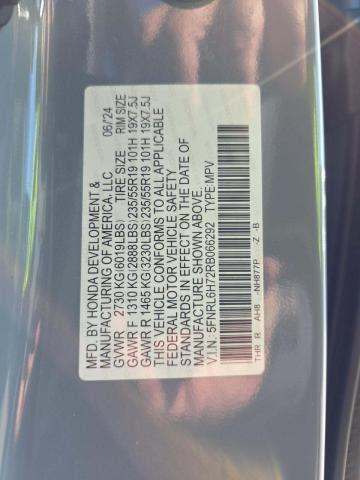 MFD. BY HONDA DEVELOPMENT &
MANUFACTURING OF AMERICA, LLC 06/24
GVWR 2730 KG(6019LBS) TIRE SIZE RIM SIZE
GAWR F 1310 KG(2888LBS) 235/55R19 101H 19X7.5J
GAWR R 1465 KG(3230LBS) 235/55R19 101H 19X7.5J
THIS VEHICLE CONFORMS TO ALL APPLICABLE
FEDERAL MOTOR VEHICLE SAFETY
STANDARDS IN EFFECT ON THE DATE OF
MANUFACTURE SHOWN ABOVE.
V.I.N. 5FNRL6H72RB066292 TYPE:MPV
THR JR AH8 -NH877P -Z -B